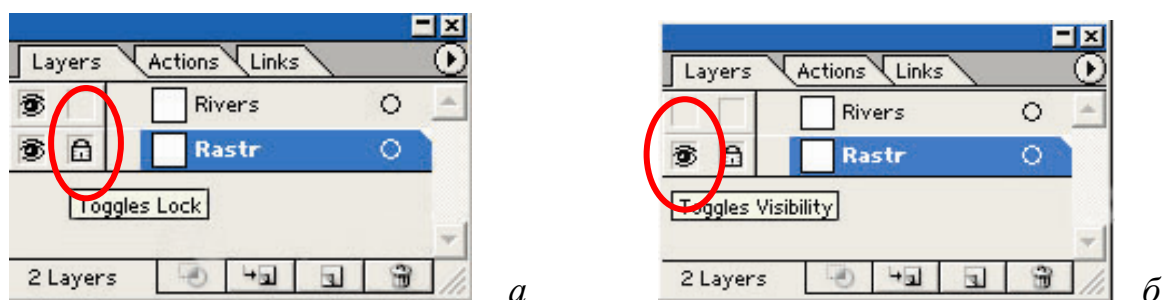 Layers Actions Links
Rivers
Rastr
Toggles Lock
2 Layers
а
Layers Actions Links
Rivers
Rastr
Toggles Visibility
2 Layers
б